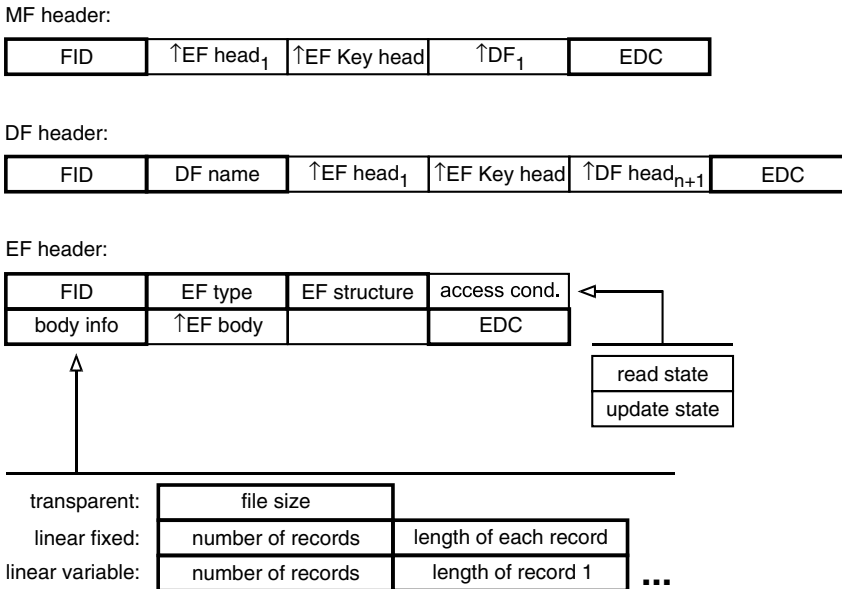 MF header:
FID ↑EF head₁ ↑EF Key head ↑DF₁ EDC
DF header:
FID DF name ↑EF head₁ ↑EF Key head ↑DF headₙ₊₁ EDC
EF header:
FID EF type EF structure access cond.
body info ↑EF body EDC
read state
update state
transparent: file size
linear fixed: number of records length of each record
linear variable: number of records length of record 1 ...